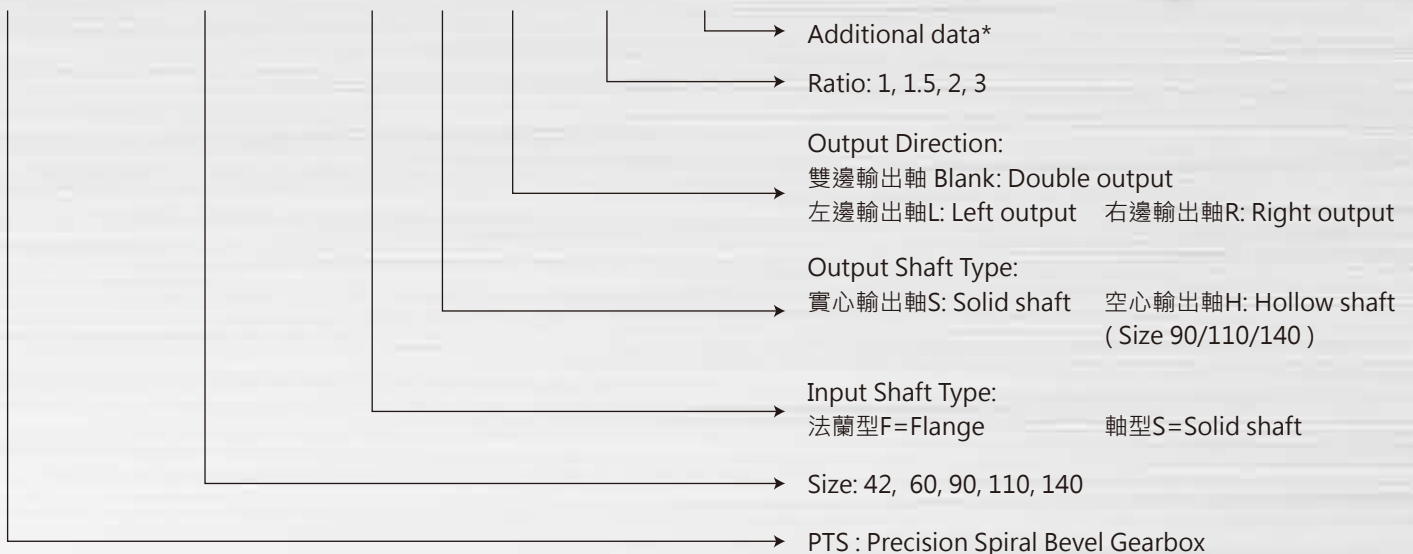 Additional data*
Ratio: 1, 1.5, 2, 3
Output Direction:
雙邊輸出軸 Blank: Double output
左邊輸出軸L: Left output 右邊輸出軸R: Right output
Output Shaft Type:
實心輸出軸S: Solid shaft 空心輸出軸H: Hollow shaft
( Size 90/110/140 )
Input Shaft Type:
法蘭型F=Flange 軸型S=Solid shaft
Size: 42, 60, 90, 110, 140
PTS : Precision Spiral Bevel Gearbox